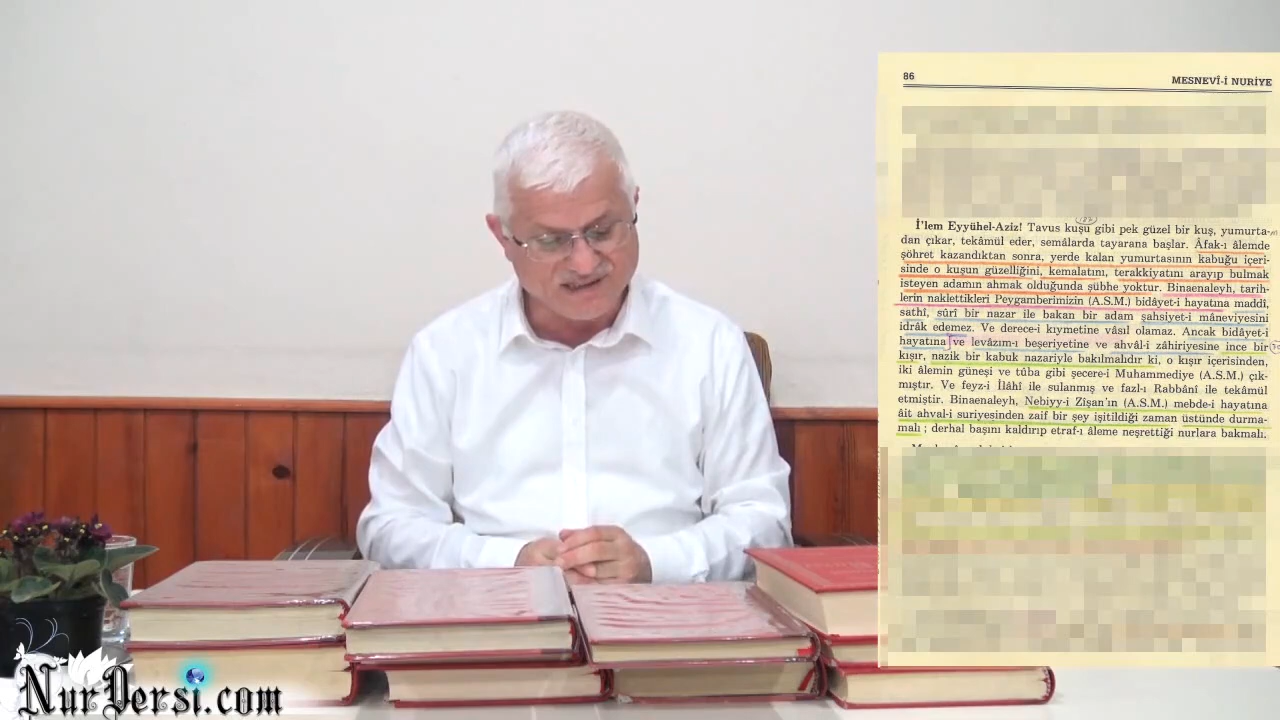 86
MESNEVÎ-İ NURİYE
İ'lem Eyyühel-Aziz! Tavus kuşu gibi pek güzel bir kuş, yumurta-
dan çıkar, tekâmül eder, semâlarda tayarana başlar. Âfak-ı âlemde
şöhret kazandıktan sonra, yerde kalan yumurtasının kabuğu içeri-
sinde o kuşun güzelliğini, kemalatını, terakkiyatını arayıp bulmak
isteyen adamın ahmak olduğunda şübhe yoktur. Binaenaleyh, tarih-
lerin naklettikleri Peygamberimizin (A.S.M.) bidâyet-i hayatına maddî,
sathî, sûrî bir nazar ile bakan bir adam şahsiyet-i mâneviyesini
idrâk edemez. Ve derece-i kıymetine vâsıl olamaz. Ancak bidâyet-i
hayatına ve levâzım-ı beşeriyetine ve ahvâl-i zâhiriyesine ince bir
kışır, nazik bir kabuk nazariyle bakılmalıdır ki, o kışır içerisinden,
iki âlemin güneşi ve tûba gibi şecere-i Muhammediye (A.S.M.) çık-
mıştır. Ve feyz-i İlâhî ile sulanmış ve fazl-ı Rabbânî ile tekâmül
etmiştir. Binaenaleyh, Nebiyy-i Zîşan'ın (A.S.M.) mebde-i hayatına
âit ahval-i suriyesinden zaif bir şey işitildiği zaman üstünde durma-
malı ; derhal başını kaldırıp etraf-ı âleme neşrettiği nurlara bakmalı.
NurDersi.com